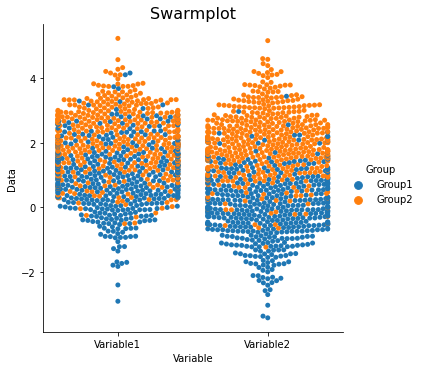 Swarmplot
4
2
0
−2
Data
Variable1
Variable2
Variable
Group
Group1
Group2